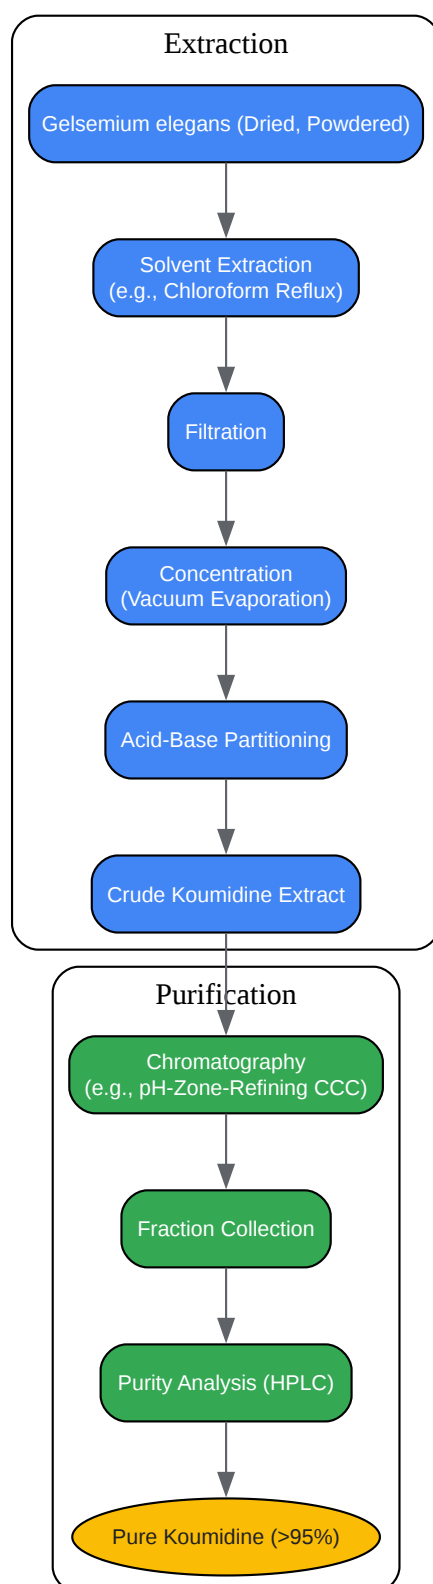 Extraction
Gelsemium elegans (Dried, Powdered)
Solvent Extraction
(e.g., Chloroform Reflux)
Filtration
Concentration
(Vacuum Evaporation)
Acid-Base Partitioning
Crude Koumidine Extract
Purification
Chromatography
(e.g., pH-Zone-Refining CCC)
Fraction Collection
Purity Analysis (HPLC)
Pure Koumidine (>95%)